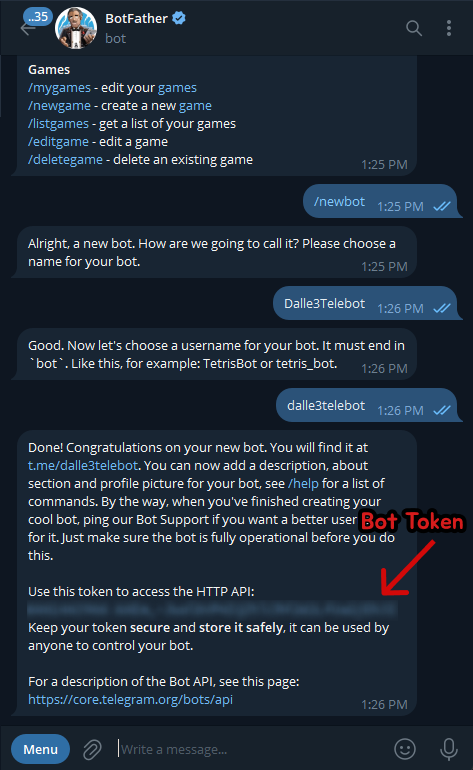 ..35
BotFather
bot
Games
/mygames - edit your games
/newgame - create a new game
/listgames - get a list of your games
/editgame - edit a game
/deletegame - delete an existing game
1:25 PM
/newbot 1:25 PM
Alright, a new bot. How are we going to call it? Please choose a
name for your bot.
1:25 PM
Dalle3Telebot 1:26 PM
Good. Now let's choose a username for your bot. It must end in
`bot`. Like this, for example: TetrisBot or tetris_bot.
1:26 PM
dalle3telebot 1:26 PM
Done! Congratulations on your new bot. You will find it at
t.me/dalle3telebot. You can now add a description, about
section and profile picture for your bot, see /help for a list of
commands. By the way, when you've finished creating your
cool bot, ping our Bot Support if you want a better user
Bot Token
for it. Just make sure the bot is fully operational before you do
this.
Use this token to access the HTTP API:
Keep your token secure and store it safely, it can be used by
anyone to control your bot.
For a description of the Bot API, see this page:
https://core.telegram.org/bots/api
1:26 PM
Menu
Write a message...